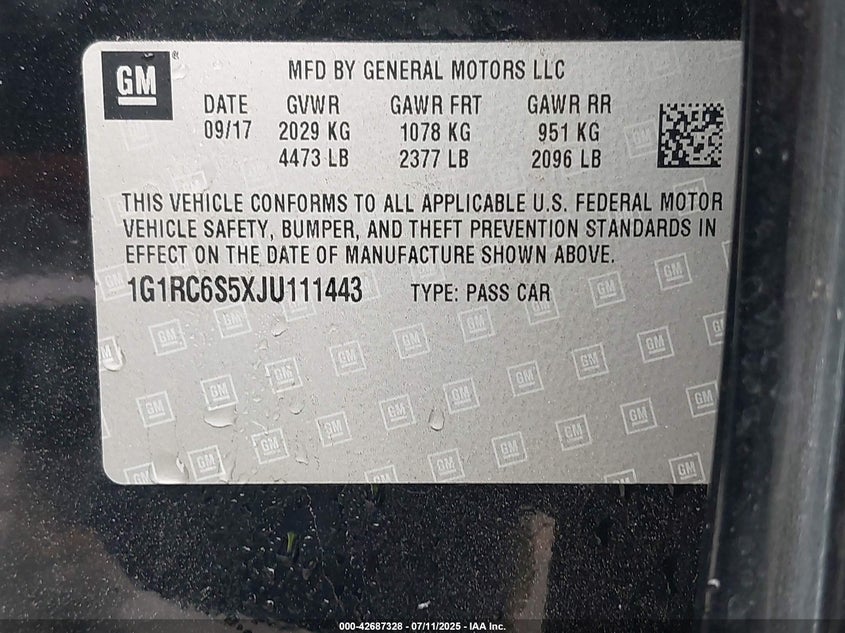 GM®
MFD BY GENERAL MOTORS LLC
DATE GVWR GAWR FRT GAWR RR
09/17 2029 KG 1078 KG 951 KG
4473 LB 2377 LB 2096 LB
THIS VEHICLE CONFORMS TO ALL APPLICABLE U.S. FEDERAL MOTOR
VEHICLE SAFETY, BUMPER, AND THEFT PREVENTION STANDARDS IN
EFFECT ON THE DATE OF MANUFACTURE SHOWN ABOVE.
1G1RC6S5XJU111443 TYPE: PASS CAR
000-42687328 - 07/11/2025 - IAA Inc.